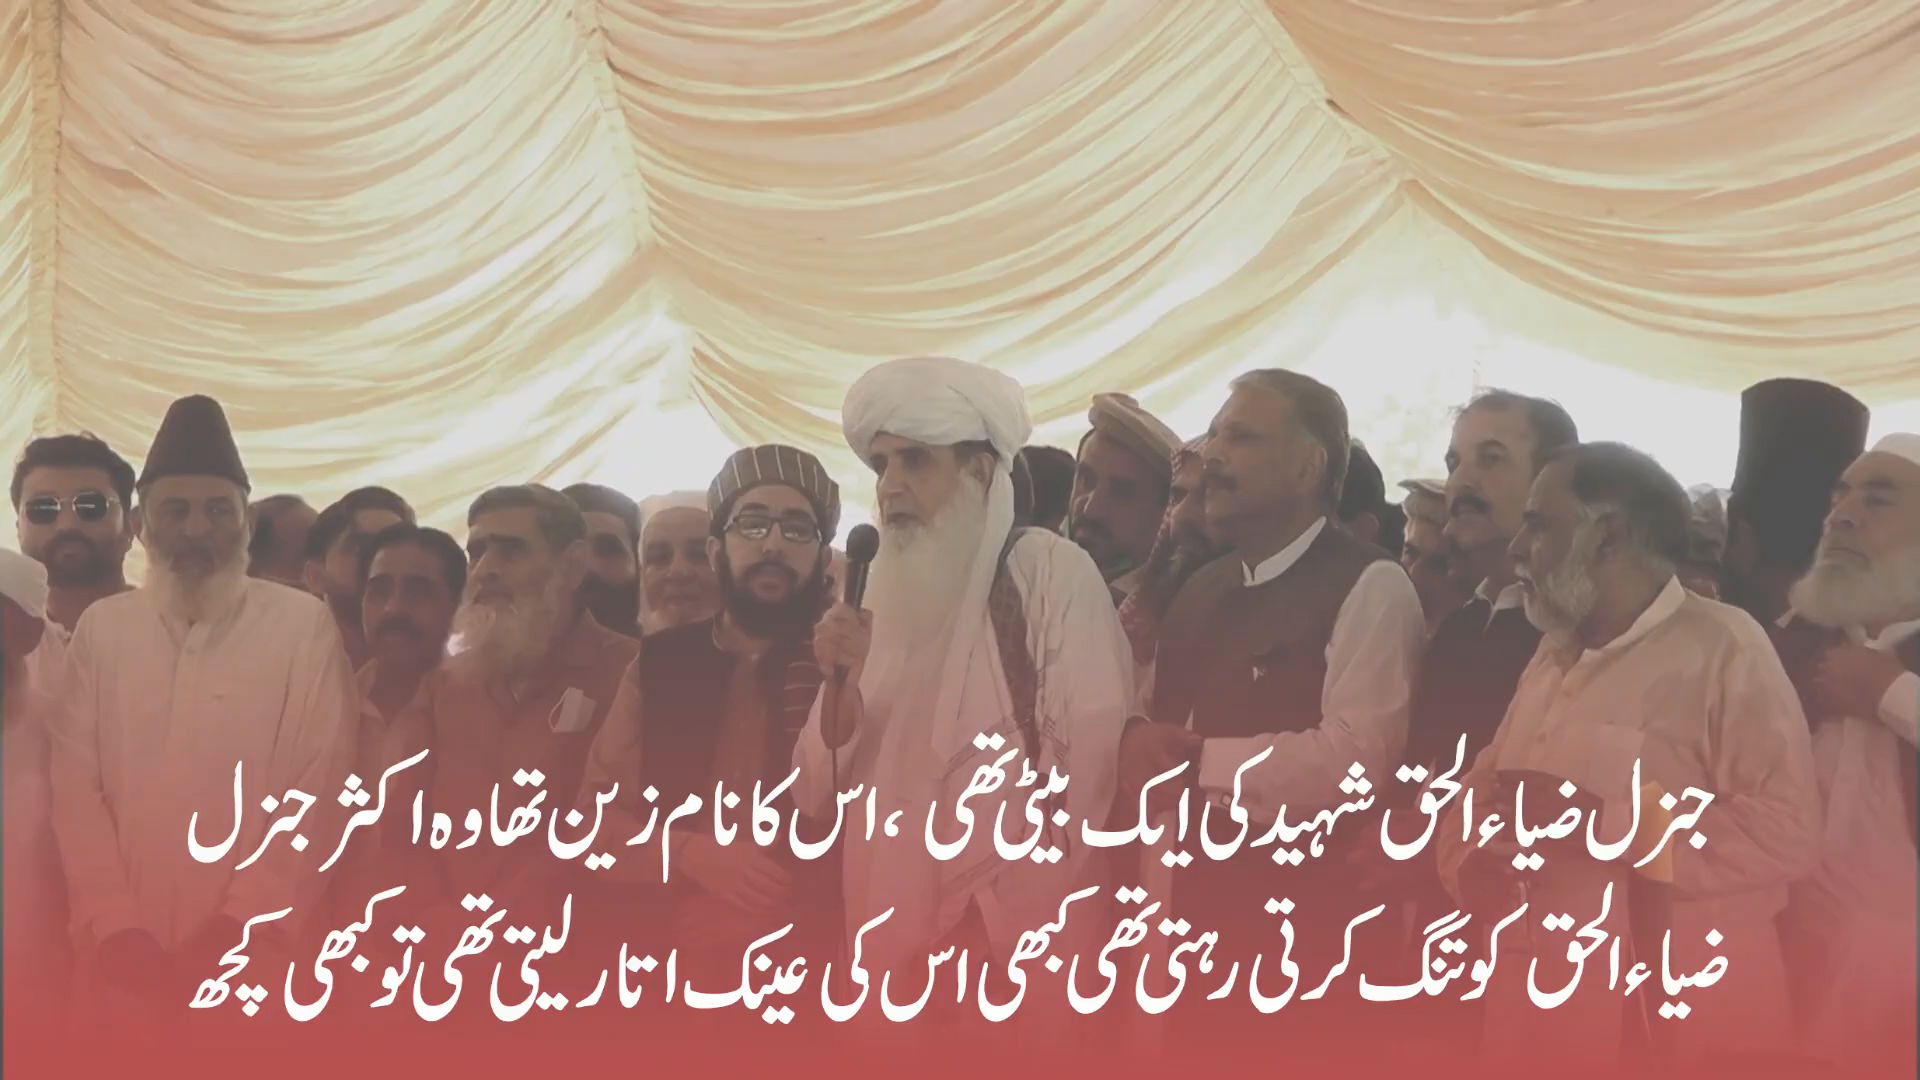 جنرل ضیاء الحق شہید کی ایک بیٹی تھی ، اس کا نام زین تھا وہ اکثر جنرل
ضیاء الحق کو تنگ کرتی رہتی تھی کبھی اس کی عینک اتار لیتی تھی تو کبھی کچھ